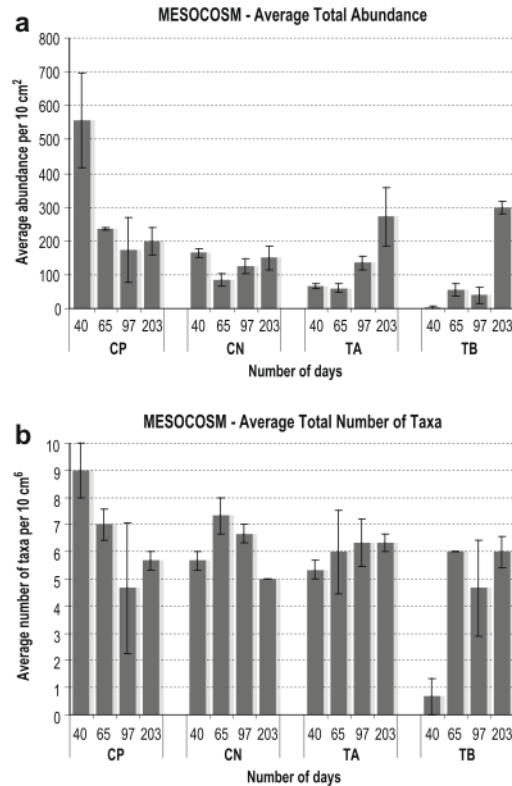 a
MESOCOSM - Average Total Abundance
Average abundance per 10 cm²
800
700
600
500
400
300
200
100
0
40 65 97 203 40 65 97 203 40 65 97 203 40 65 97 203
CP CN TA TB
Number of days
b
MESOCOSM - Average Total Number of Taxa
Average number of taxa per 10 cm⁶
10
9
8
7
6
5
4
3
2
1
0
40 65 97 203 40 65 97 203 40 65 97 203 40 65 97 203
CP CN TA TB
Number of days